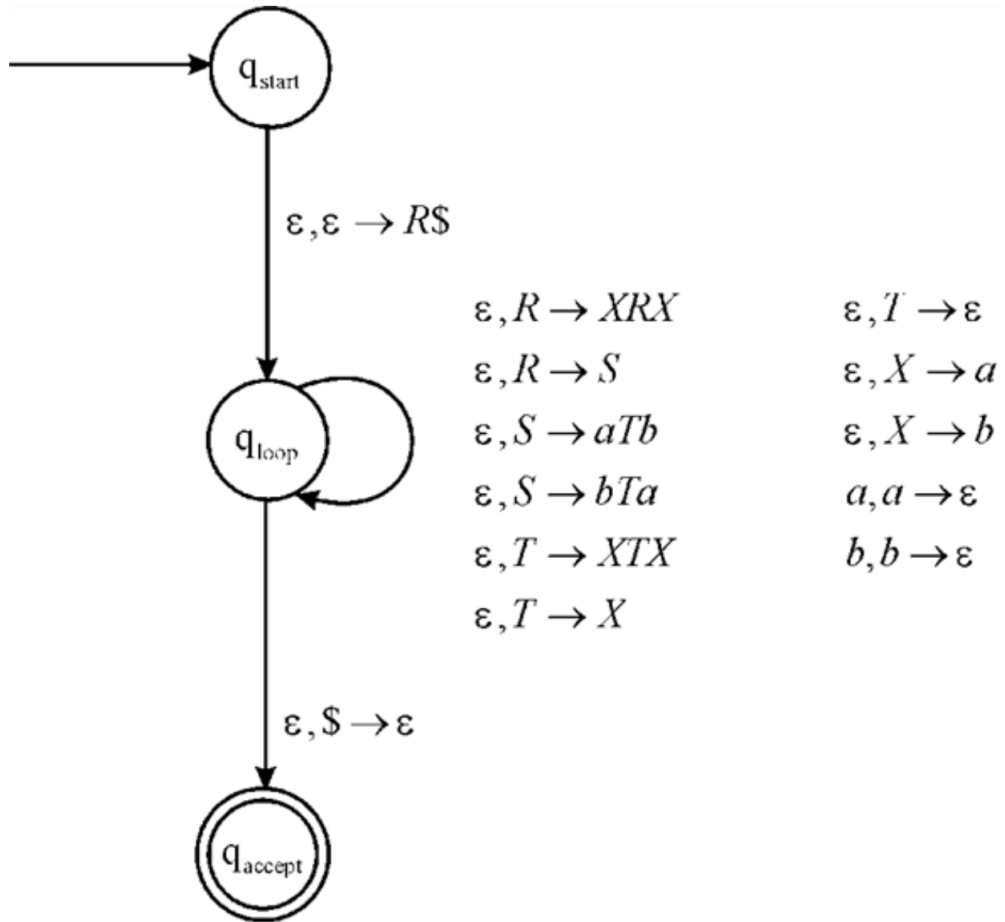 q_start
ε,ε → R$
ε,R → XRX
ε,R → S
ε,S → aTb
ε,S → bTa
ε,T → XTX
ε,T → X
ε,T → ε
ε,X → a
ε,X → b
a,a → ε
b,b → ε
q_loop
ε,$ → ε
q_accept